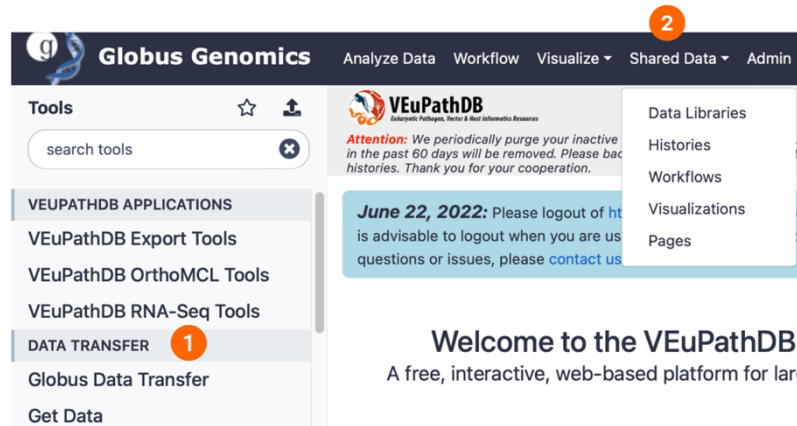 2
g Globus Genomics Analyze Data Workflow Visualize Shared Data Admin
Tools
search tools
VEUPATHDB APPLICATIONS
VEuPathDB Export Tools
VEuPathDB OrthoMCL Tools
VEuPathDB RNA-Seq Tools
DATA TRANSFER 1
Globus Data Transfer
Get Data
VEuPathDB
Eukaryotic Pathogen, Vector & Host Informatics Resources
Attention: We periodically purge your inactive
in the past 60 days will be removed. Please bac
histories. Thank you for your cooperation.
Data Libraries
Histories
Workflows
Visualizations
Pages
June 22, 2022: Please logout of ht
is advisable to logout when you are us
questions or issues, please contact us
Welcome to the VEuPathDB
A free, interactive, web-based platform for lar